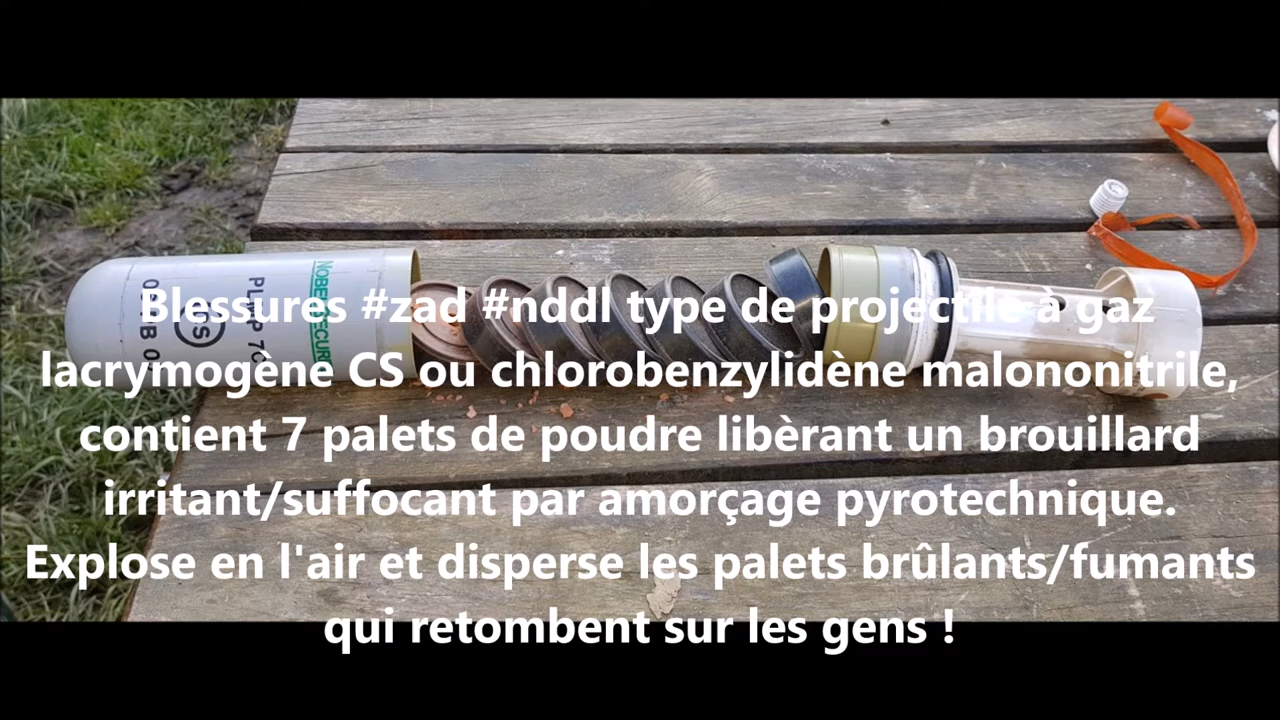 Blessures #zad #nddl type de projectile à gaz
lacrymogène CS ou chlorobenzylidène malononitrile,
contient 7 palets de poudre libèrant un brouillard
irritant/suffocant par amorçage pyrotechnique.
Explose en l'air et disperse les palets brûlants/fumants
qui retombent sur les gens !